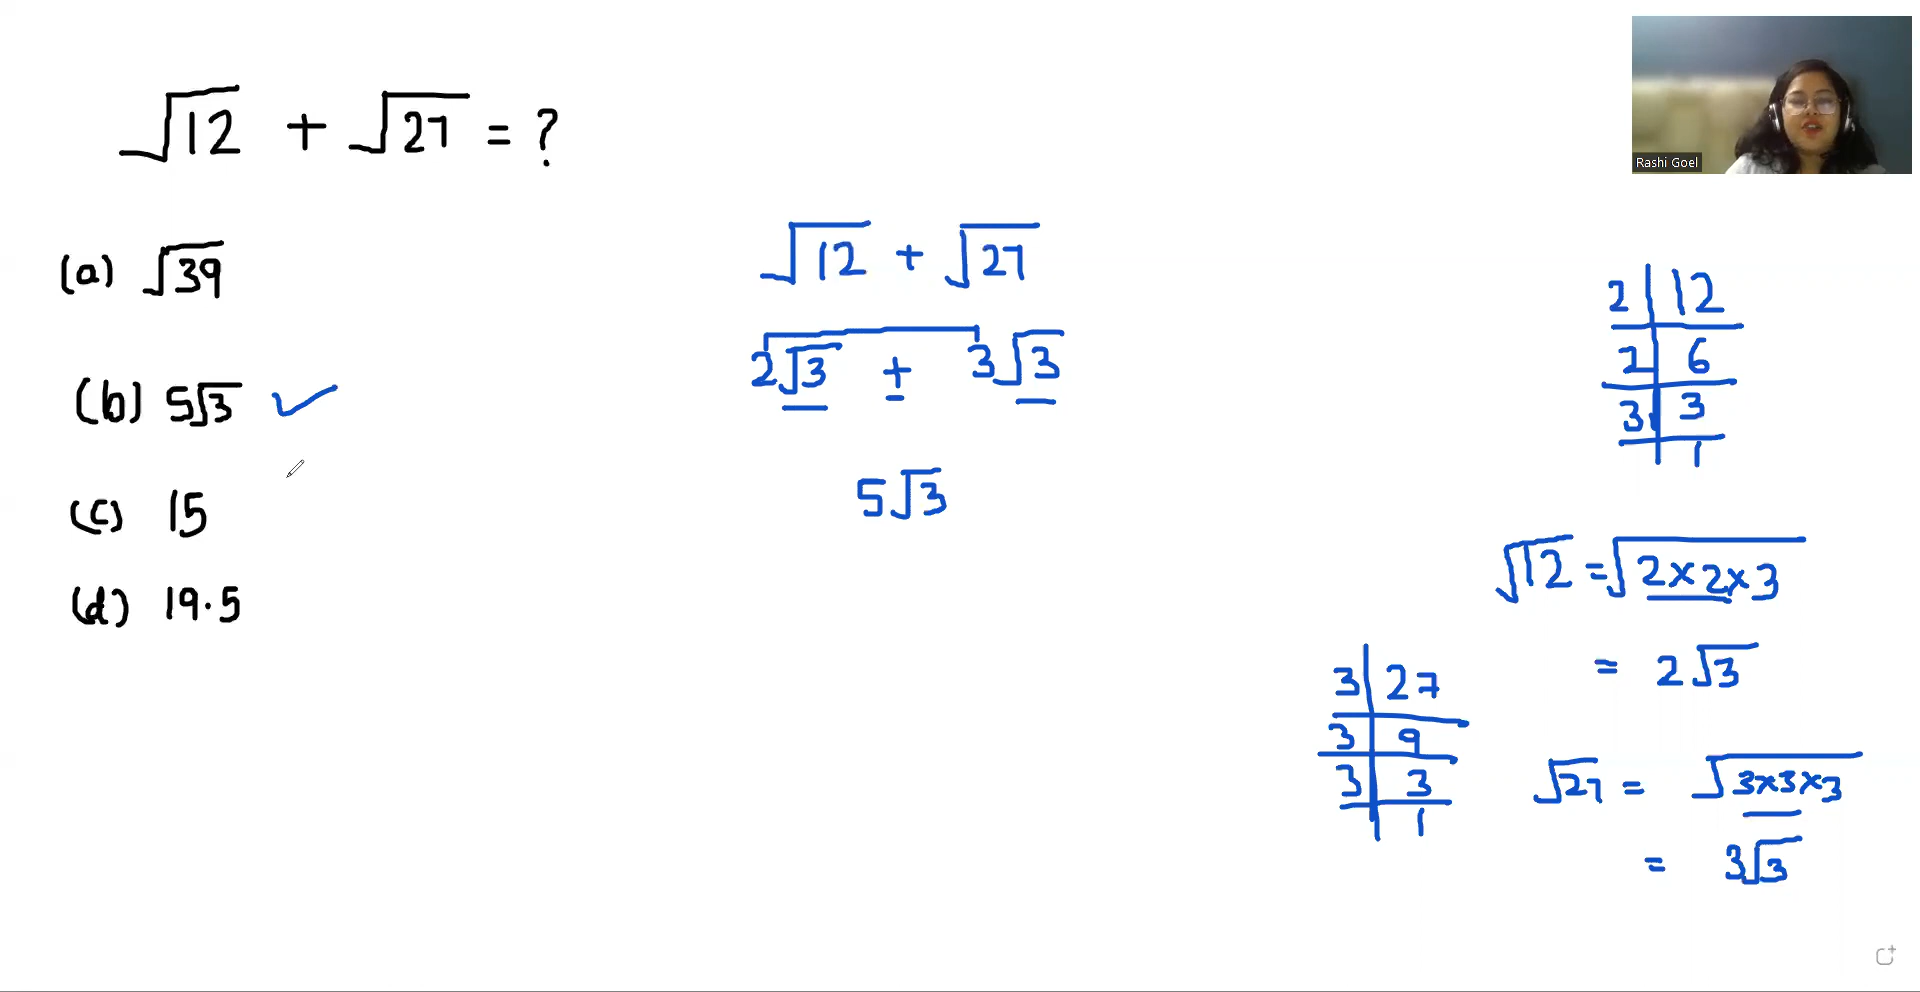 √12 + √27 = ?
(a) √39
(b) 5√3 ✓
(c) 15
(d) 19.5
√12 + √27
2√3 + 3√3
5√3
2 | 12
2 | 6
3 | 3
1
√12 = √2×2×3
= 2√3
3 | 27
3 | 9
3 | 3
1
√27 = √3×3×3
= 3√3
Rashi Goel